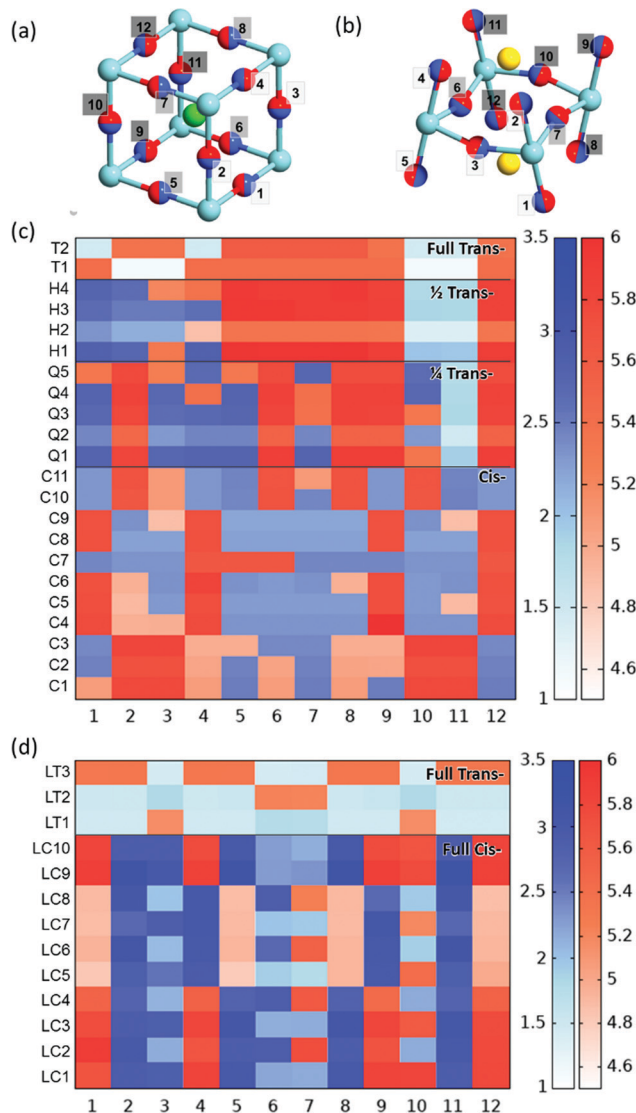 (a)
12
8
11
4
7
3
10
9
6
2
5
1
(b)
11
9
4
10
6
12
2
7
3
8
5
1
(c)
T2
T1
H4
H3
H2
H1
Q5
Q4
Q3
Q2
Q1
C11
C10
C9
C8
C7
C6
C5
C4
C3
C2
C1
Full Trans-
½ Trans-
¼ Trans-
Cis-
1 2 3 4 5 6 7 8 9 10 11 12
3.5
3
2.5
2
1.5
1
6
5.8
5.6
5.4
5.2
5
4.8
4.6
(d)
LT3
LT2
LT1
LC10
LC9
LC8
LC7
LC6
LC5
LC4
LC3
LC2
LC1
Full Trans-
Full Cis-
1 2 3 4 5 6 7 8 9 10 11 12
3.5
3
2.5
2
1.5
1
6
5.8
5.6
5.4
5.2
5
4.8
4.6